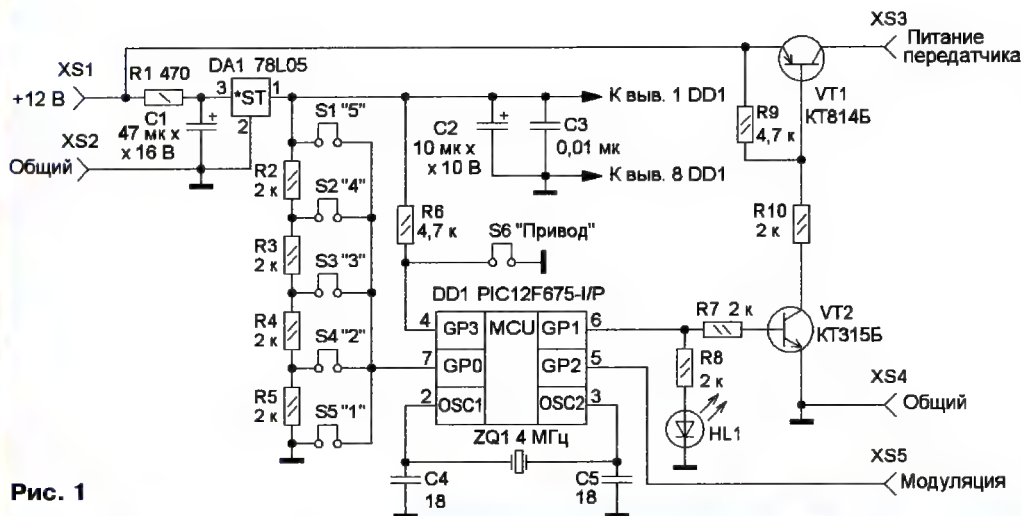 XS1
+12 В
XS2
Общий
R1 470
C1
47 мк x
x 16 В
DA1 78L05
3
*ST
1
2
S1 "5"
R2
2 к
S2 "4"
R3
2 к
S3 "3"
R4
2 к
S4 "2"
R5
2 к
S5 "1"
R6
4,7 к
C2
10 мк x
x 10 В
C3
0,01 мк
К выв. 1 DD1
К выв. 8 DD1
S6 "Привод"
DD1 PIC12F675-I/P
4
GP3
MCU
GP1
6
7
GP0
GP2
5
2
OSC1
OSC2
3
ZQ1 4 МГц
C4
18
C5
18
R7 2 к
R8
2 к
HL1
R9
4,7 к
R10
2 к
VT1
КТ814Б
VT2
КТ315Б
XS3
Питание
передатчика
XS4
Общий
XS5
Модуляция
Рис. 1